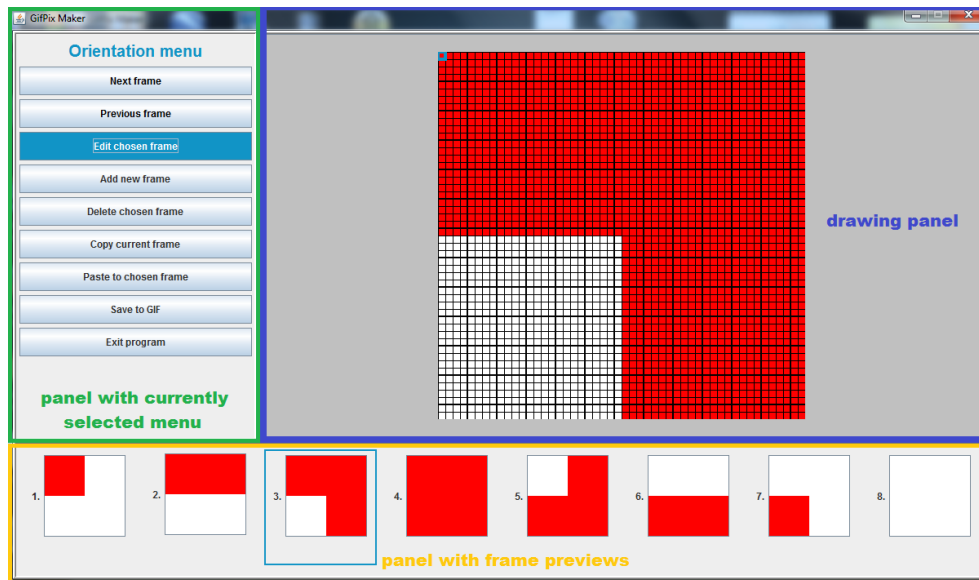 GifPix Maker
Orientation menu
Next frame
Previous frame
Edit chosen frame
Add new frame
Delete chosen frame
Copy current frame
Paste to chosen frame
Save to GIF
Exit program
panel with currently
selected menu
drawing panel
1.
2.
3.
4.
5.
6.
7.
8.
panel with frame previews